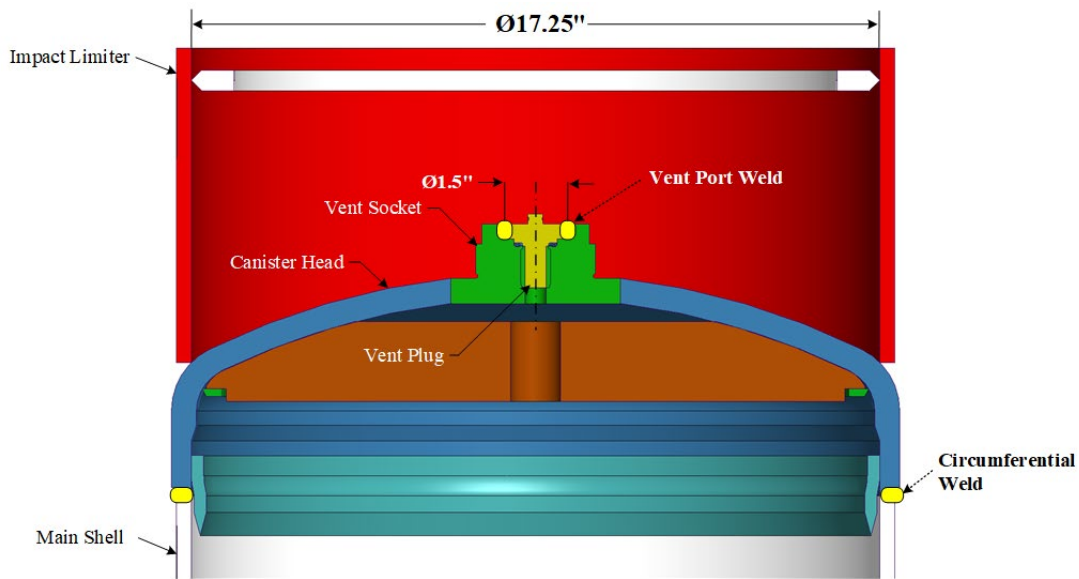 Ø17.25"
Impact Limiter
Ø1.5"
Vent Port Weld
Vent Socket
Canister Head
Vent Plug
Circumferential
Weld
Main Shell